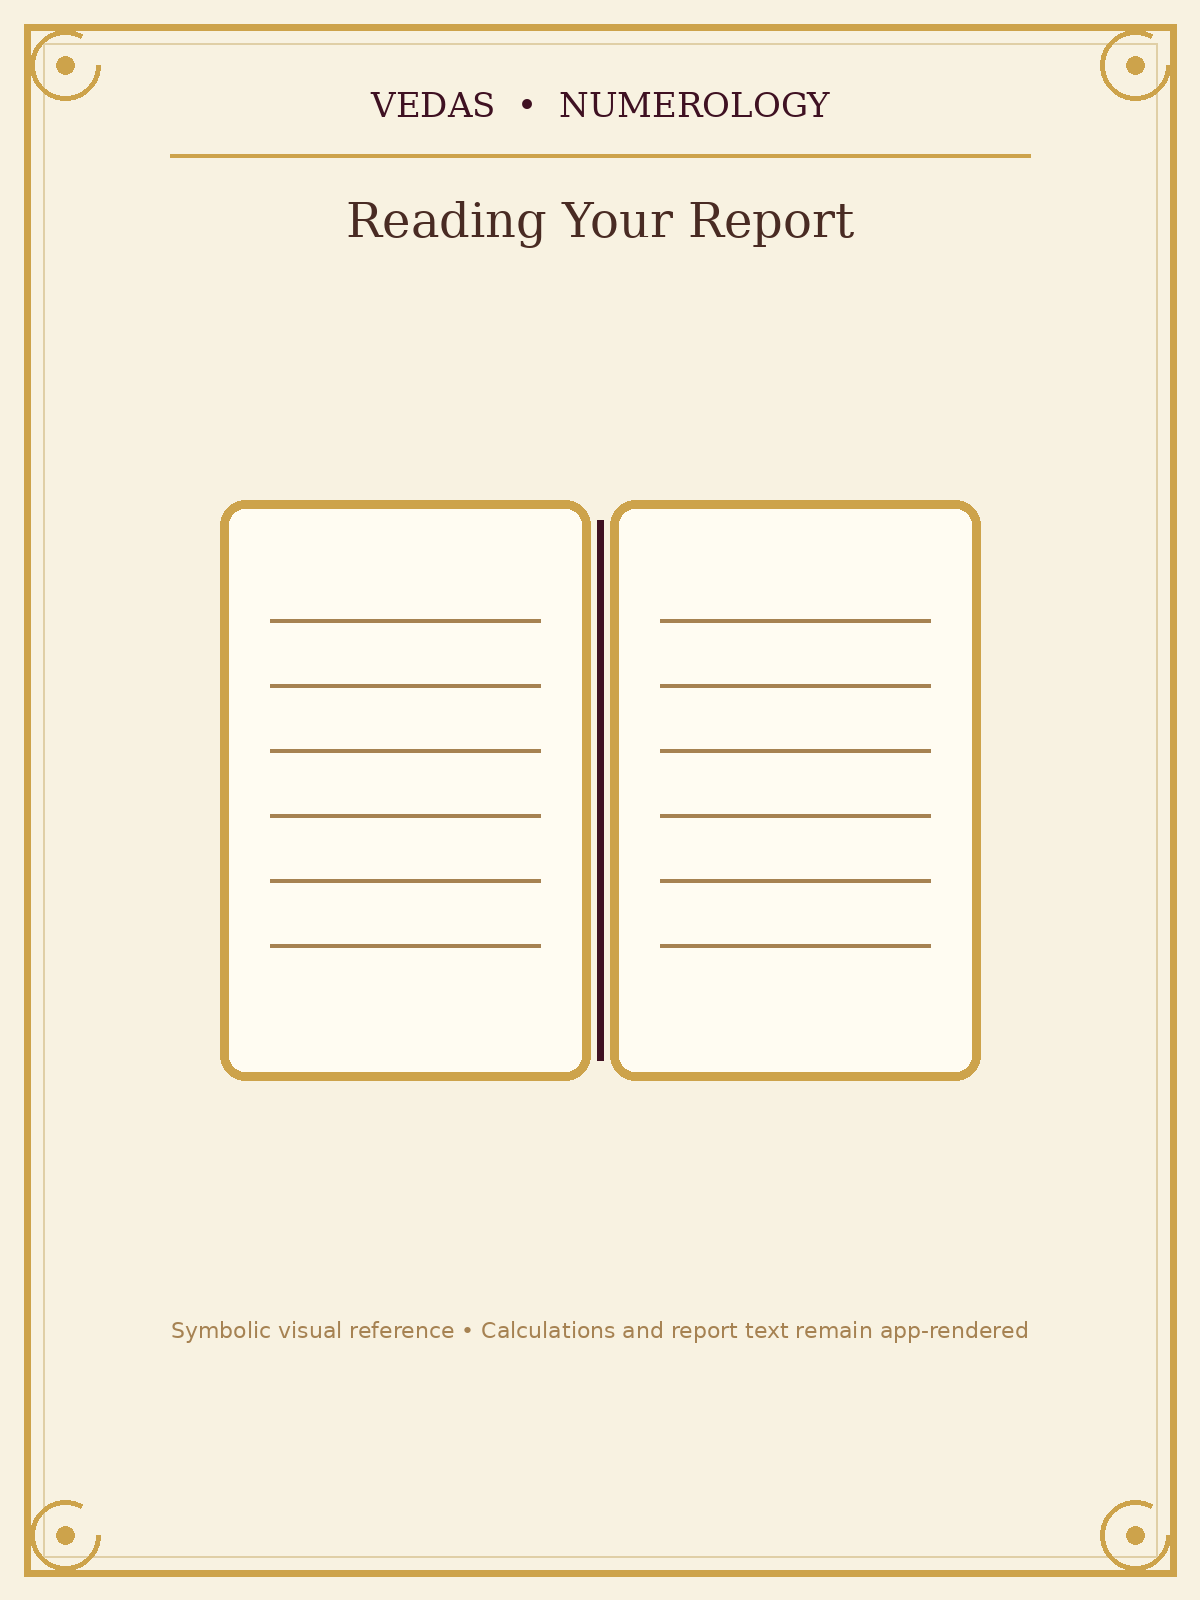 VEDAS • NUMEROLOGY
Reading Your Report
Symbolic visual reference • Calculations and report text remain app-rendered